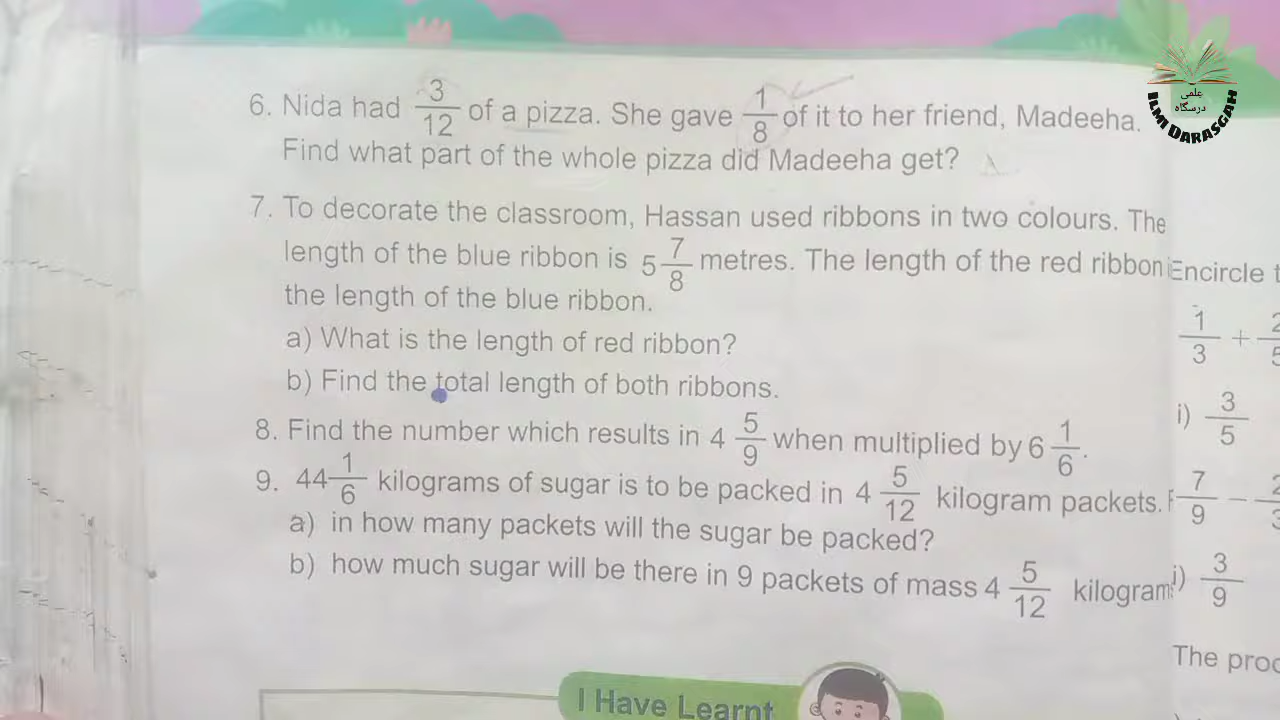 6. Nida had 3/12 of a pizza. She gave 1/8 of it to her friend, Madeeha.
Find what part of the whole pizza did Madeeha get?
7. To decorate the classroom, Hassan used ribbons in two colours. The
length of the blue ribbon is 5 7/8 metres. The length of the red ribbon
the length of the blue ribbon.
a) What is the length of red ribbon?
b) Find the total length of both ribbons.
8. Find the number which results in 4 5/9 when multiplied by 6 1/6.
9. 44 1/6 kilograms of sugar is to be packed in 4 5/12 kilogram packets.
a) in how many packets will the sugar be packed?
b) how much sugar will be there in 9 packets of mass 4 5/12 kilogram
I Have Learnt
علمی
درسگاه
ILMI DARASGAH
Encircle
1/3 +
i) 3/5
7/9 −
i) 3/9
The